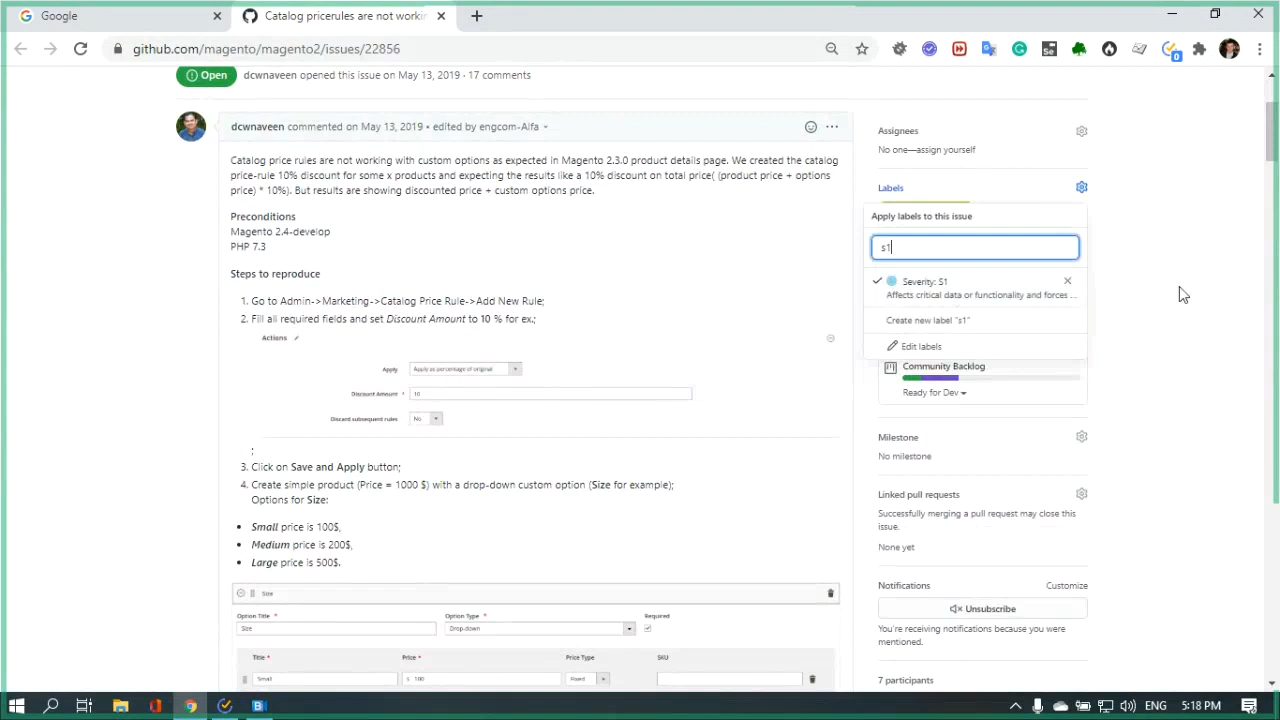 Google
Catalog pricerules are not workin
github.com/magento/magento2/issues/22856
Open
dcwnaveen opened this issue on May 13, 2019 · 17 comments
dcwnaveen commented on May 13, 2019 • edited by engcom-Alfa
Catalog price rules are not working with custom options as expected in Magento 2.3.0 product details page. We created the catalog
price-rule 10% discount for some x products and expecting the results like a 10% discount on total price( (product price + options
price) * 10%). But results are showing discounted price + custom options price.
Preconditions
Magento 2.4-develop
PHP 7.3
Steps to reproduce
1. Go to Admin->Marketing->Catalog Price Rule->Add New Rule;
2. Fill all required fields and set Discount Amount to 10 % for ex.;
Actions
Apply
Apply as percentage of original
Discount Amount *
10
Discard subsequent rules
No
;
3. Click on Save and Apply button;
4. Create simple product (Price = 1000 $) with a drop-down custom option (Size for example);
Options for Size:
• Small price is 100$,
• Medium price is 200$,
• Large price is 500$.
Size
Option Title *
Option Type *
Required
Size
Drop-down
Title *
Price *
Price Type
SKU
Small
$ 100
Fixed
Assignees
No one—assign yourself
Labels
Apply labels to this issue
s1
Severity: S1
Affects critical data or functionality and forces ...
Create new label "s1"
Edit labels
Community Backlog
Ready for Dev
Milestone
No milestone
Linked pull requests
Successfully merging a pull request may close this
issue.
None yet
Notifications
Customize
Unsubscribe
You're receiving notifications because you were
mentioned.
7 participants
ENG
5:18 PM